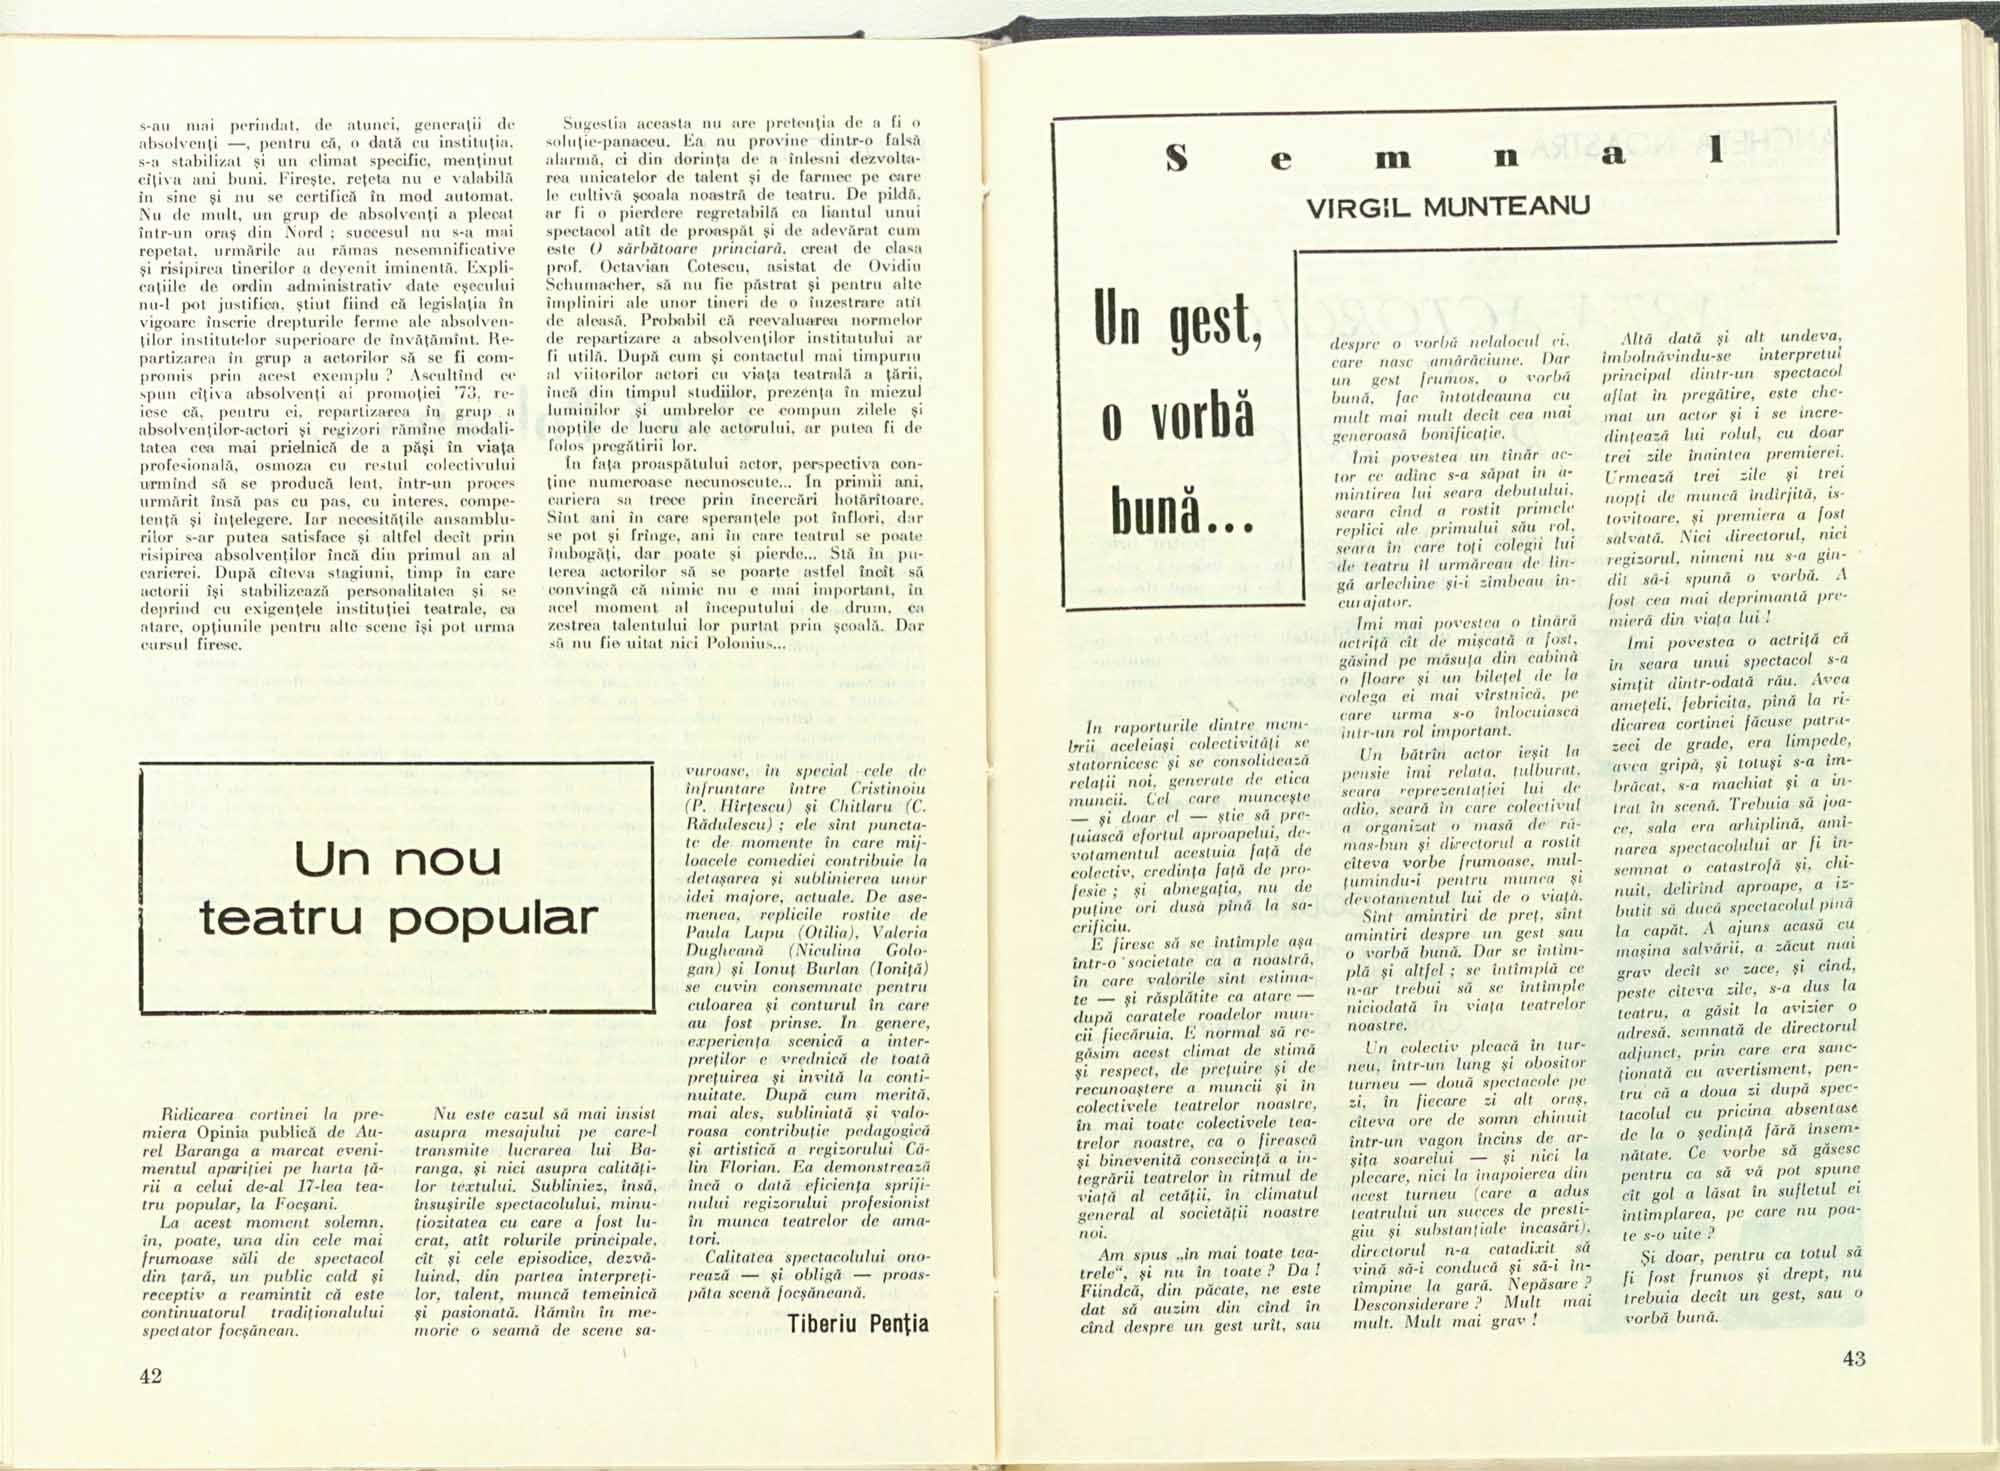 s-au mai perindat, de atunci, generații de
absolvenți —, pentru că, o dată cu instituția,
s-a stabilizat și un climat specific, menținut
cîțiva ani buni. Firește, rețeta nu e valabilă
în sine și nu se certifică în mod automat.
Nu de mult, un grup de absolvenți a plecat
într-un oraș din Nord ; succesul nu s-a mai
repetat, urmările au rămas nesemnificative
și risipirea tinerilor a devenit iminentă. Expli-
cațiile de ordin administrativ date eșecului
nu-l pot justifica, știut fiind că legislația în
vigoare înscrie drepturile ferme ale absolven-
ților institutelor superioare de învățămînt. Re-
partizarea în grup a actorilor să se fi com-
promis prin acest exemplu ? Ascultînd ce
spun cîțiva absolvenți ai promoției '73, re-
iese că, pentru ei, repartizarea în grup a
absolvenților-actori și regizori rămîne modali-
tatea cea mai prielnică de a păși în viața
profesională, osmoza cu restul colectivului
urmînd să se producă lent, într-un proces
urmărit însă pas cu pas, cu interes, compe-
tență și înțelegere. Iar necesitățile ansamblu-
rilor s-ar putea satisface și altfel decît prin
risipirea absolvenților încă din primul an al
carierei. După cîteva stagiuni, timp în care
actorii își stabilizează personalitatea și se
deprind cu exigențele instituției teatrale, ca
atare, opțiunile pentru alte scene își pot urma
cursul firesc.
Sugestia aceasta nu are pretenția de a fi o
soluție-panaceu. Ea nu provine dintr-o falsă
alarmă, ci din dorința de a înlesni dezvolta-
rea unicatelor de talent și de farmec pe care
le cultivă școala noastră de teatru. De pildă,
ar fi o pierdere regretabilă ca liantul unui
spectacol atît de proaspăt și de adevărat cum
este O sărbătoare princiară, creat de clasa
prof. Octavian Cotescu, asistat de Ovidiu
Schumacher, să nu fie păstrat și pentru alte
împliniri ale unor tineri de o înzestrare atît
de aleasă. Probabil că reevaluarea normelor
de repartizare a absolvenților institutului ar
fi utilă. După cum și contactul mai timpuriu
al viitorilor actori cu viața teatrală a țării,
încă din timpul studiilor, prezența în miezul
luminilor și umbrelor ce compun zilele și
nopțile de lucru ale actorului, ar putea fi de
folos pregătirii lor.
În fața proaspătului actor, perspectiva con-
ține numeroase necunoscute... În primii ani,
cariera sa trece prin încercări hotărîtoare.
Sînt ani în care speranțele pot înflori, dar
se pot și frînge, ani în care teatrul se poate
îmbogăți, dar poate și pierde... Stă în pu-
terea actorilor să se poarte astfel încît să
convingă că nimic nu e mai important, în
acel moment al începutului de drum, ca
zestrea talentului lor purtat prin școală. Dar
să nu fie uitat nici Polonius...
Un nou
teatru popular
Ridicarea cortinei la pre-
miera Opinia publică de Au-
rel Baranga a marcat eveni-
mentul apariției pe harta ță-
rii a celui de-al 17-lea tea-
tru popular, la Focșani.
La acest moment solemn,
în, poate, una din cele mai
frumoase săli de spectacol
din țară, un public cald și
receptiv a reamintit că este
continuatorul tradiționalului
spectator focșănean.
Nu este cazul să mai insist
asupra mesajului pe care-l
transmite lucrarea lui Ba-
ranga, și nici asupra calități-
lor textului. Subliniez, însă,
însușirile spectacolului, minu-
țiozitatea cu care a fost lu-
crat, atît rolurile principale,
cît și cele episodice, dezvă-
luind, din partea interpreți-
lor, talent, muncă temeinică
și pasionată. Rămîn în me-
morie o seamă de scene sa-
vuroase, în special cele de
înfruntare între Cristinoiu
(P. Hîrțescu) și Chitlaru (C.
Rădulescu) ; ele sînt puncta-
te de momente în care mij-
loacele comediei contribuie la
detașarea și sublinierea unor
idei majore, actuale. De ase-
menea, replicile rostite de
Paula Lupu (Otilia), Valeria
Dugheană (Niculina Golo-
gan) și Ionuț Burlan (Ioniță)
se cuvin consemnate pentru
culoarea și conturul în care
au fost prinse. În genere,
experiența scenică a inter-
preților e vrednică de toată
prețuirea și invită la conti-
nuitate. După cum merită,
mai ales, subliniată și valo-
roasa contribuție pedagogică
și artistică a regizorului Că-
lin Florian. Ea demonstrează
încă o dată eficiența spriji-
nului regizorului profesionist
în munca teatrelor de ama-
tori.
Calitatea spectacolului ono-
rează — și obligă — proas-
păta scenă focșăneană.
Tiberiu Penția
42
Semnal
VIRGIL MUNTEANU
Un gest,
o vorbă
bună...
În raporturile dintre mem-
brii aceleiași colectivități se
statornicesc și se consolidează
relații noi, generate de etica
muncii. Cel care muncește
— și doar el — știe să pre-
țuiască efortul aproapelui, de-
votamentul acestuia față de
colectiv, credința față de pro-
fesie ; și abnegația, nu de
puține ori dusă pînă la sa-
crificiu.
E firesc să se întîmple așa
într-o societate ca a noastră,
în care valorile sînt estima-
te — și răsplătite ca atare —
după caratele roadelor mun-
cii fiecăruia. E normal să re-
găsim acest climat de stimă
și respect, de prețuire și de
recunoaștere a muncii și în
colectivele teatrelor noastre,
în mai toate colectivele tea-
trelor noastre, ca o firească
și binevenită consecință a in-
tegrării teatrelor în ritmul de
viață al cetății, în climatul
general al societății noastre
noi.
Am spus „în mai toate tea-
trele“, și nu în toate ? Da !
Fiindcă, din păcate, ne este
dat să auzim din cînd în
cînd despre un gest urît, sau
despre o vorbă nelalocul ei,
care nasc amărăciune. Dar
un gest frumos, o vorbă
bună, fac întotdeauna cu
mult mai mult decît cea mai
generoasă bonificație.
Îmi povestea un tînăr ac-
tor ce adînc s-a săpat în a-
mintirea lui seara debutului,
seara cînd a rostit primele
replici ale primului său rol,
seara în care toți colegii lui
de teatru îl urmăreau de lîn-
gă arlechine și-i zîmbeau în-
curajator.
Îmi mai povestea o tînără
actriță cît de mișcată a fost,
găsind pe măsuța din cabină
o floare și un bilețel de la
colega ei mai vîrstnică, pe
care urma s-o înlocuiască
într-un rol important.
Un bătrîn actor ieșit la
pensie îmi relata, tulburat,
seara reprezentației lui de
adio, seară în care colectivul
a organizat o masă de ră-
mas-bun și directorul a rostit
cîteva vorbe frumoase, mul-
țumindu-i pentru munca și
devotamentul lui de o viață.
Sînt amintiri de preț, sînt
amintiri despre un gest sau
o vorbă bună. Dar se întîm-
plă și altfel ; se întîmplă ce
n-ar trebui să se întîmple
niciodată în viața teatrelor
noastre.
Un colectiv pleacă în tur-
neu, într-un lung și obositor
turneu — două spectacole pe
zi, în fiecare zi alt oraș,
cîteva ore de somn chinuit
într-un vagon încins de ar-
șița soarelui — și nici la
plecare, nici la înapoierea din
acest turneu (care a adus
teatrului un succes de presti-
giu și substanțiale încasări),
directorul n-a catadixit să
vină să-i conducă și să-i în-
tîmpine la gară. Nepăsare ?
Desconsiderare ? Mult mai
mult. Mult mai grav !
Altă dată și alt undeva,
îmbolnăvindu-se interpretul
principal dintr-un spectacol
aflat în pregătire, este che-
mat un actor și i se încre-
dințează lui rolul, cu doar
trei zile înaintea premierei.
Urmează trei zile și trei
nopți de muncă îndîrjită, is-
tovitoare, și premiera a fost
salvată. Nici directorul, nici
regizorul, nimeni nu s-a gîn-
dit să-i spună o vorbă. A
fost cea mai deprimantă pre-
mieră din viața lui !
Îmi povestea o actriță că
în seara unui spectacol s-a
simțit dintr-odată rău. Avea
amețeli, febricita, pînă la ri-
dicarea cortinei făcuse patru-
zeci de grade, era limpede,
avea gripă, și totuși s-a îm-
brăcat, s-a machiat și a in-
trat în scenă. Trebuia să joa-
ce, sala era arhiplină, amî-
narea spectacolului ar fi în-
semnat o catastrofă și, chi-
nuit, delirînd aproape, a iz-
butit să ducă spectacolul pînă
la capăt. A ajuns acasă cu
mașina salvării, a zăcut mai
grav decît se zace, și cînd,
peste cîteva zile, s-a dus la
teatru, a găsit la avizier o
adresă, semnată de directorul
adjunct, prin care era sanc-
ționată cu avertisment, pen-
tru că a doua zi după spec-
tacolul cu pricina absentase
de la o ședință fără însem-
nătate. Ce vorbe să găsesc
pentru ca să vă pot spune
cît gol a lăsat în sufletul ei
întîmplarea, pe care nu poa-
te s-o uite ?
Și doar, pentru ca totul să
fi fost frumos și drept, nu
trebuia decît un gest, sau o
vorbă bună.
43